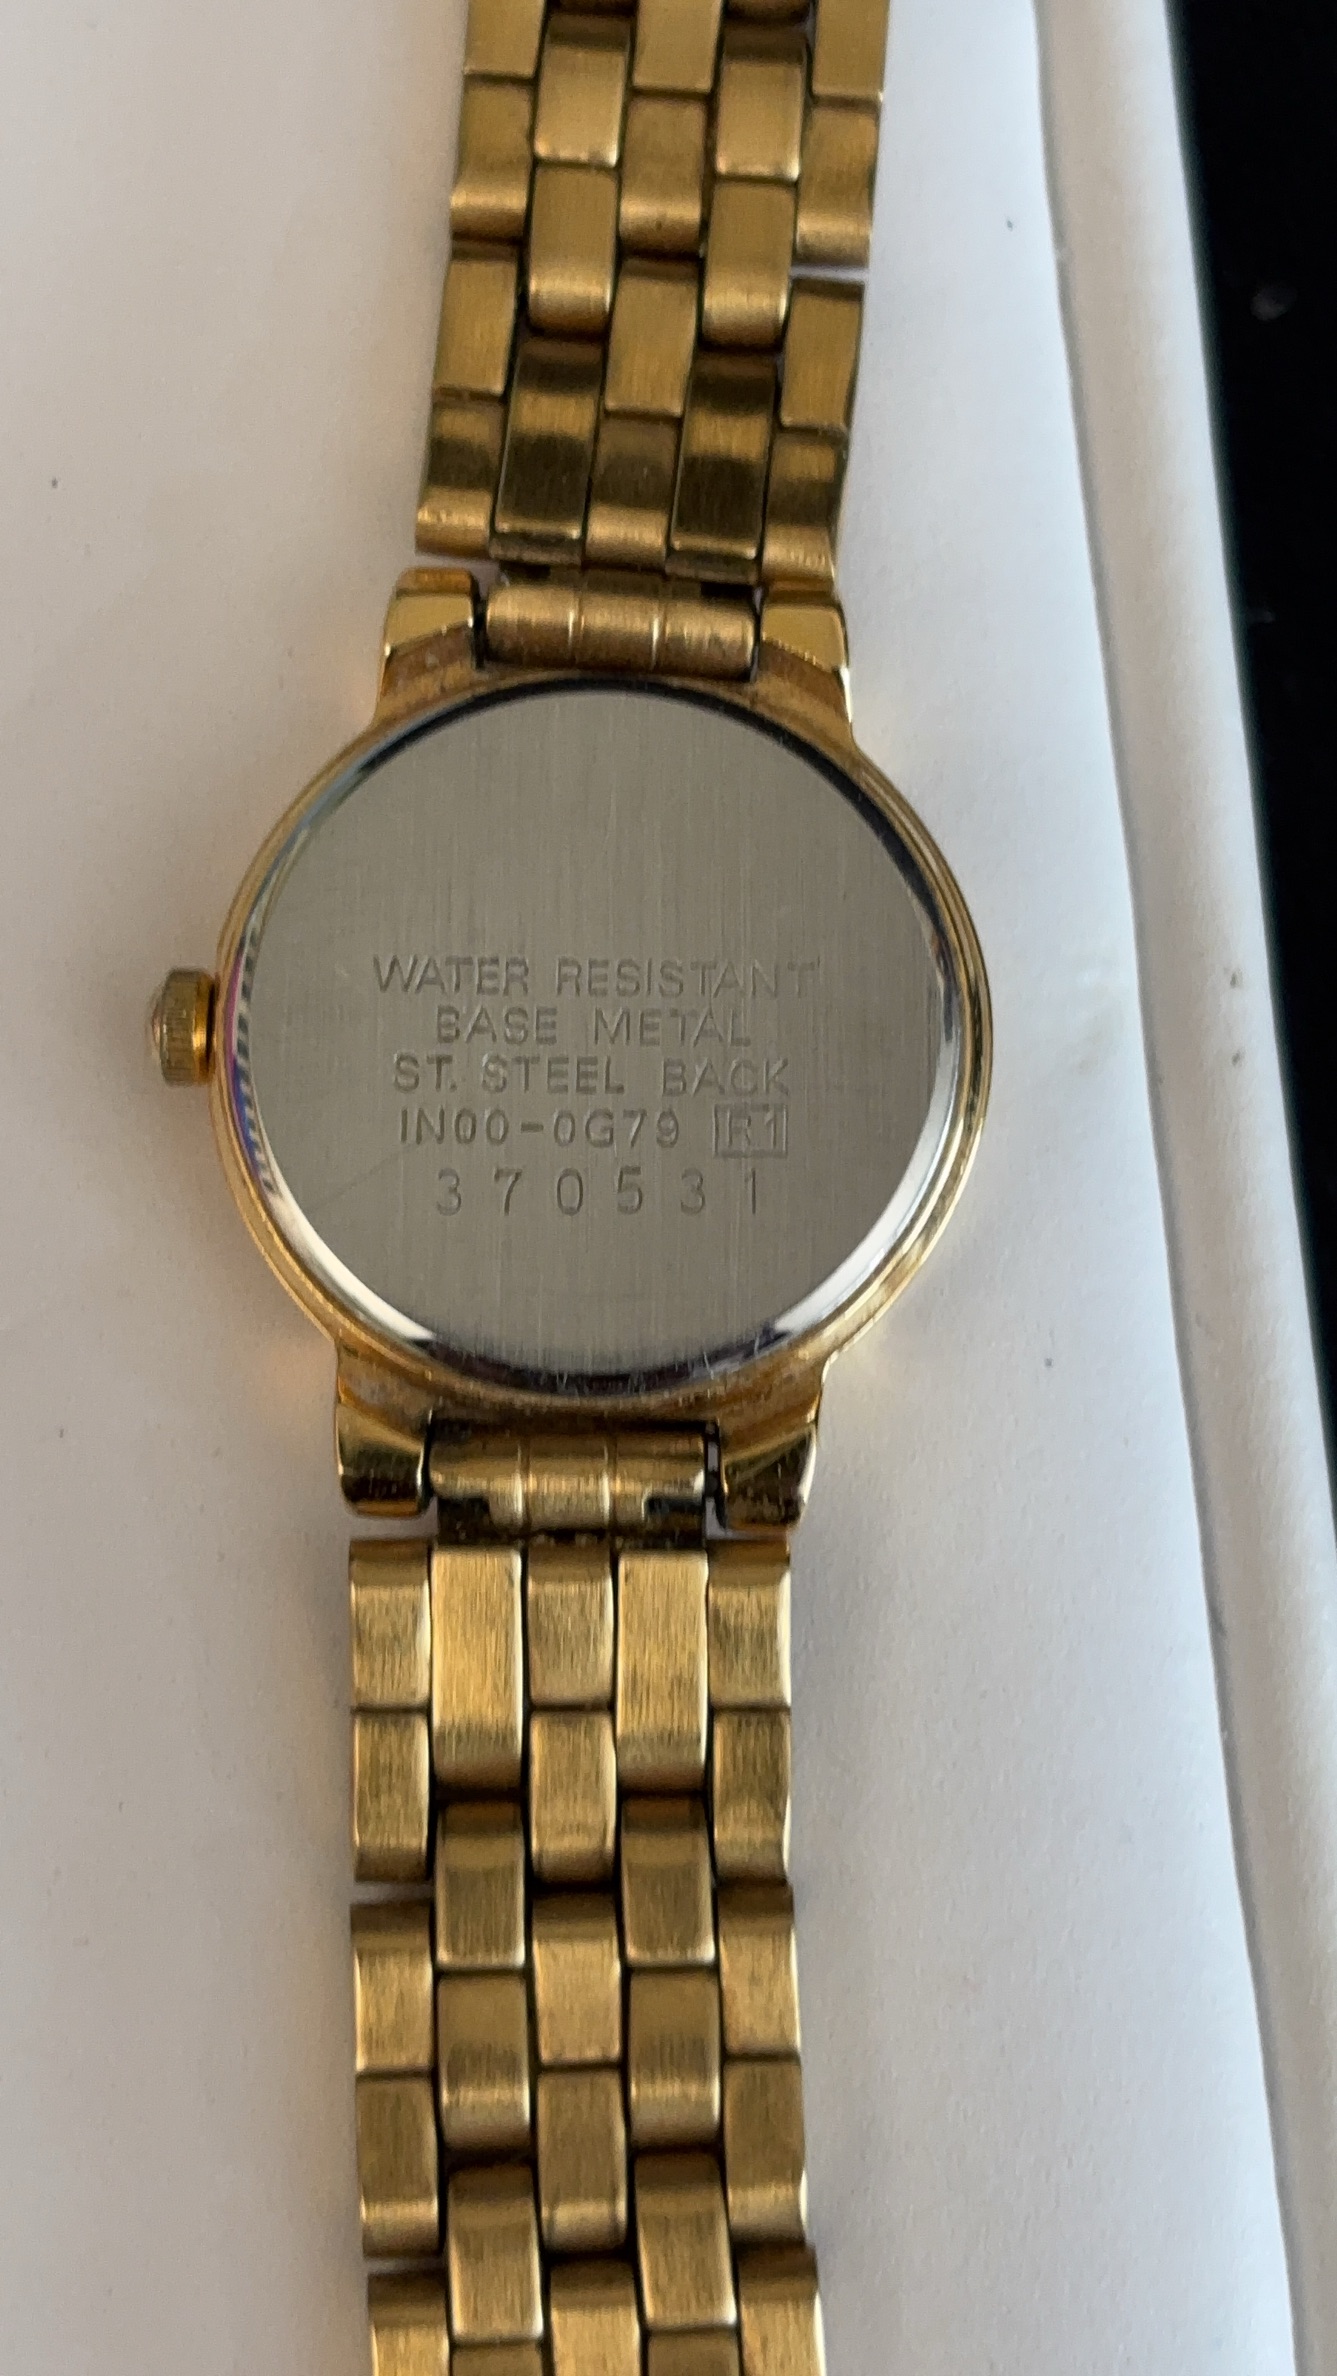 WATER RESISTANT
BASE METAL
ST. STEEL BACK
1N00-0G79 R1
370531